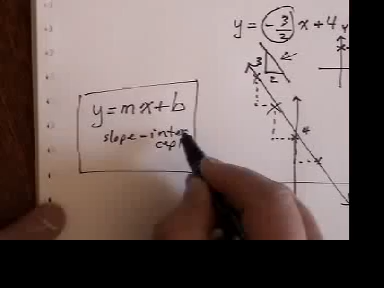 y = -3/2 x + 4
3
2
4
y = mx + b
slope - inter
cept